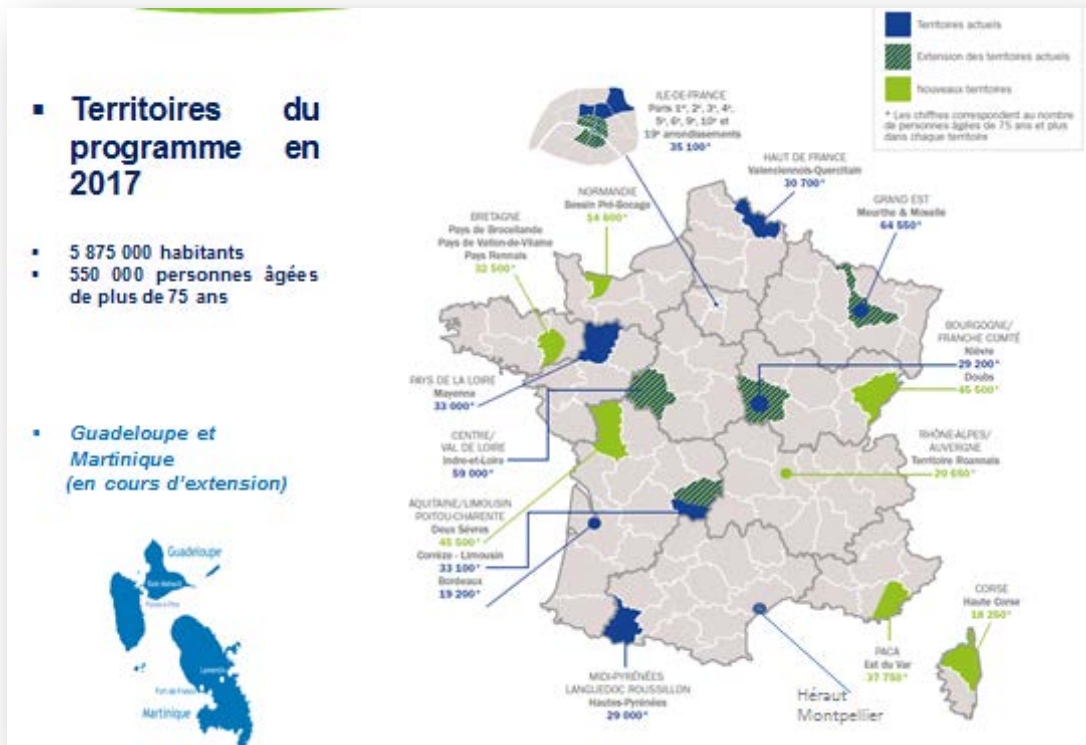 ▪ Territoires du
programme en
2017
▪ 5 875 000 habitants
▪ 550 000 personnes âgées
de plus de 75 ans
▪ Guadeloupe et
Martinique
(en cours d'extension)
Guadeloupe
Lamentin
Fort-de-France
Martinique
Territoires actuels
Extension des territoires actuels
Nouveaux territoires
* Les chiffres correspondent au nombre
de personnes âgées de 75 ans et plus
dans chaque territoire
ILE-DE-FRANCE
Paris 1er, 2e, 3e, 4e,
5e, 6e, 9e, 10e et
19e arrondissements
35 100*
HAUT DE FRANCE
Valenciennois-Quercitain
30 700*
NORMANDIE
Bessin Pré-Bocage
14 600*
GRAND EST
Meurthe & Moselle
64 550*
BRETAGNE
Pays de Brocéliande
Pays de Vallon-de-Vilaine
Pays Rennais
32 500*
BOURGOGNE/
FRANCHE COMTÉ
Nièvre
29 200*
Doubs
45 500*
PAYS DE LA LOIRE
Mayenne
33 000*
CENTRE/
VAL DE LOIRE
Indre-et-Loire
59 000*
RHÔNE-ALPES/
AUVERGNE
Territoire Roannais
20 650*
AQUITAINE/LIMOUSIN
POITOU-CHARENTE
Deux Sèvres
45 500*
Corrèze - Limousin
33 100*
Bordeaux
19 200*
MIDI-PYRÉNÉES
LANGUEDOC ROUSSILLON
Hautes-Pyrénées
29 000*
Héraut
Montpellier
PACA
Est du Var
37 750*
CORSE
Haute Corse
18 250*